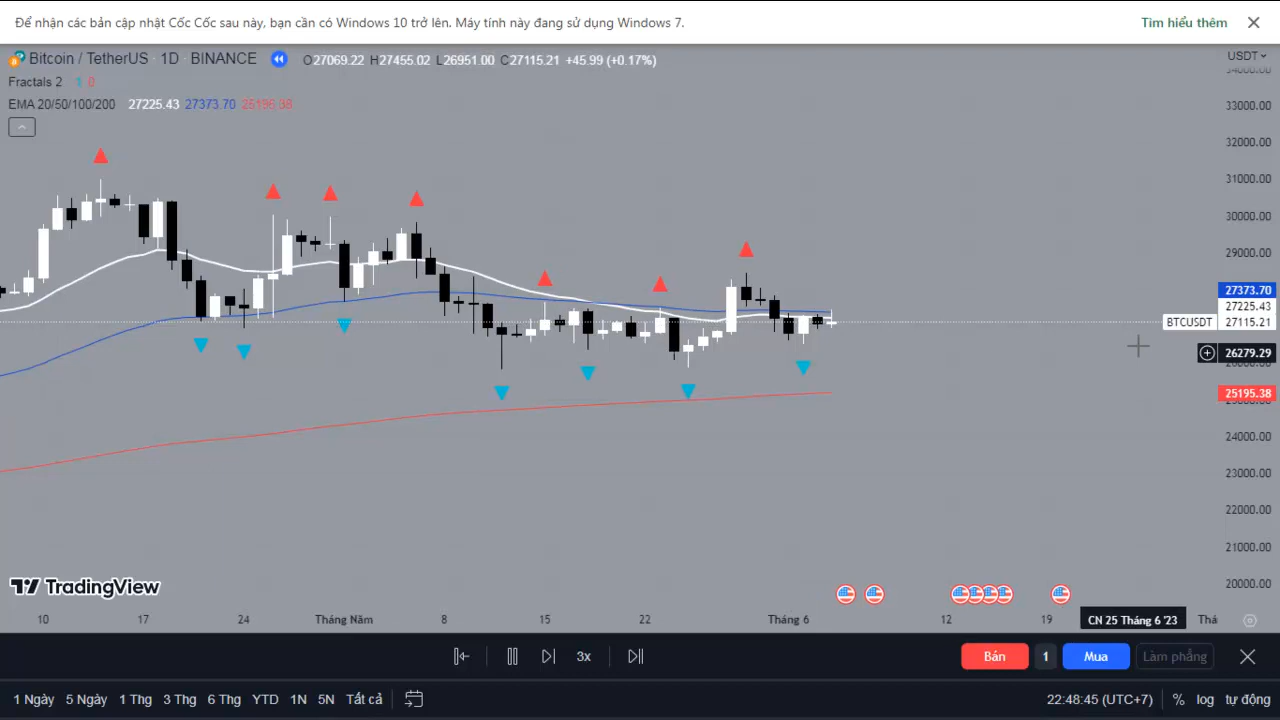 Để nhận các bản cập nhật Cốc Cốc sau này, bạn cần có Windows 10 trở lên. Máy tính này đang sử dụng Windows 7.
Tìm hiểu thêm
Bitcoin / TetherUS · 1D · BINANCE
O27069.22 H27455.02 L26951.00 C27115.21 +45.99 (+0.17%)
USDT
Fractals 2 1 0
EMA 20/50/100/200 27225.43 27373.70 25195.38
34000.00
33000.00
32000.00
31000.00
30000.00
29000.00
27373.70
27225.43
BTCUSDT 27115.21
26279.29
25195.38
24000.00
23000.00
22000.00
21000.00
20000.00
TradingView
10 17 24 Tháng Năm 8 15 22 Tháng 6 12 19 CN 25 Tháng 6 '23 Thá
3x
Bán 1 Mua Làm phẳng
1 Ngày 5 Ngày 1 Thg 3 Thg 6 Thg YTD 1N 5N Tất cả
22:48:45 (UTC+7) % log tự động